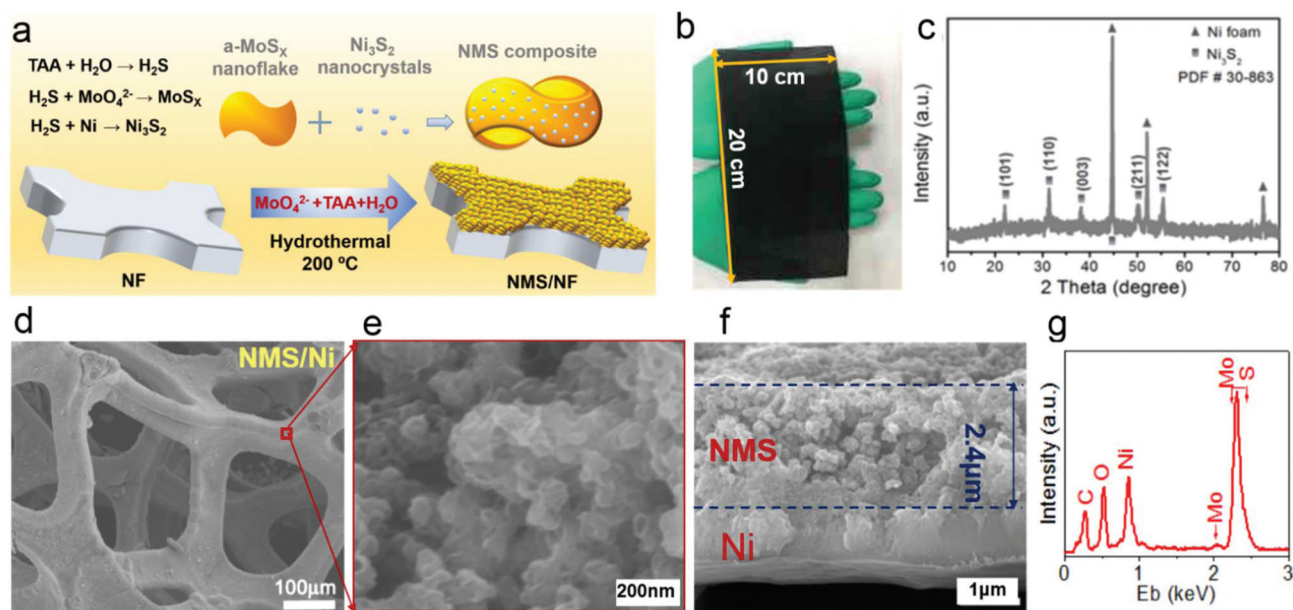 a
TAA + H₂O → H₂S
H₂S + MoO₄²⁻→ MoSₓ
H₂S + Ni → Ni₃S₂
a-MoSₓ
nanoflake
+
Ni₃S₂
nanocrystals
NMS composite
MoO₄²⁻+TAA+H₂O
Hydrothermal
200 ºC
NF
NMS/NF
b
10 cm
20 cm
c
▲ Ni foam
■ Ni₃S₂
PDF # 30-863
(101)
(110)
(003)
(211)
(122)
Intensity (a.u.)
10 20 30 40 50 60 70 80
2 Theta (degree)
d
NMS/Ni
100μm
e
200nm
f
NMS
2.4μm
Ni
1μm
g
Intensity (a.u.)
C
O
Ni
Mo
Mo
S
0 1 2 3
Eb (keV)